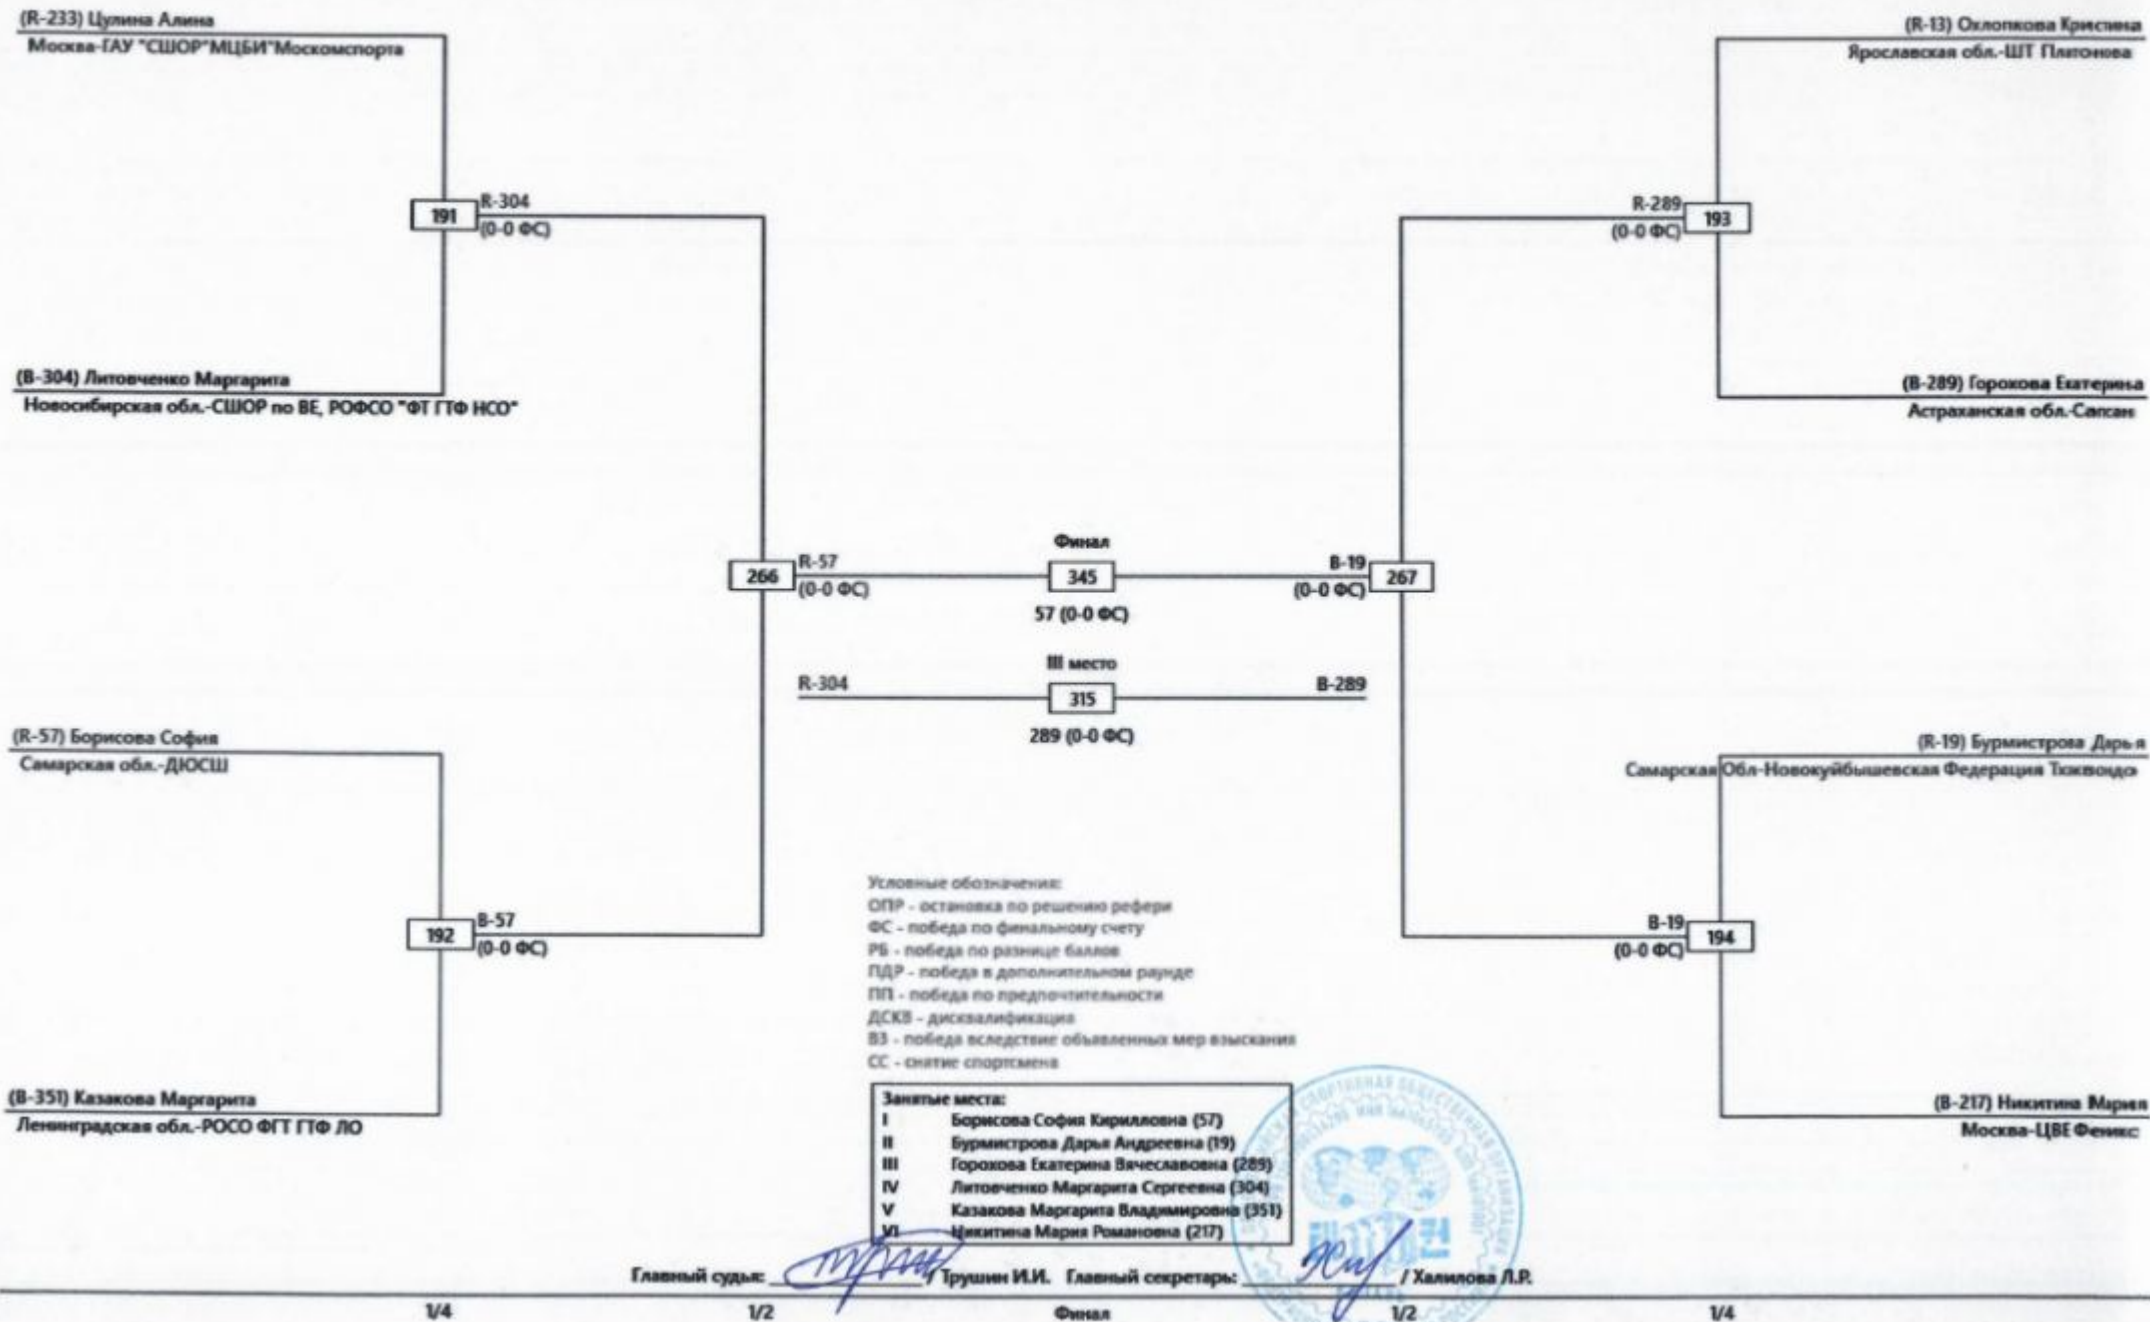 (R-233) Цулина Алина
Москва-ГАУ "СШОР"МЦБИ"Москомспорта
(R-13) Охлопкова Кристина
Ярославская обл.-ШТ Платонова
191
R-304
(0-0 ФС)
R-289
(0-0 ФС)
193
(B-304) Литовченко Маргарита
Новосибирская обл.-СШОР по ВЕ, РОФСО "ФТ ГТФ НСО"
(B-289) Горохова Екатерина
Астраханская обл.-Сапсан
266
R-57
(0-0 ФС)
Финал
345
57 (0-0 ФС)
B-19
(0-0 ФС)
267
III место
R-304
315
B-289
289 (0-0 ФС)
(R-57) Борисова София
Самарская обл.-ДЮСШ
(R-19) Бурмистрова Дарья
Самарская Обл-Новокуйбышевская Федерация Тхэквондо
192
B-57
(0-0 ФС)
B-19
(0-0 ФС)
194
Условные обозначения:
ОПР - остановка по решению рефери
ФС - победа по финальному счету
РБ - победа по разнице баллов
ПДР - победа в дополнительном раунде
ПП - победа по предпочтительности
ДСКВ - дисквалификация
ВЗ - победа вследствие объявленных мер взыскания
СС - снятие спортсмена
(B-351) Казакова Маргарита
Ленинградская обл.-РОСО ФГТ ГТФ ЛО
(B-217) Никитина Мария
Москва-ЦВЕ Феникс
Занятые места:
I Борисова София Кирилловна (57)
II Бурмистрова Дарья Андреевна (19)
III Горохова Екатерина Вячеславовна (289)
IV Литовченко Маргарита Сергеевна (304)
V Казакова Маргарита Владимировна (351)
VI Никитина Мария Романовна (217)
Главный судья: / Трушин И.И. Главный секретарь: / Халилова Л.Р.
1/4 1/2 Финал 1/2 1/4